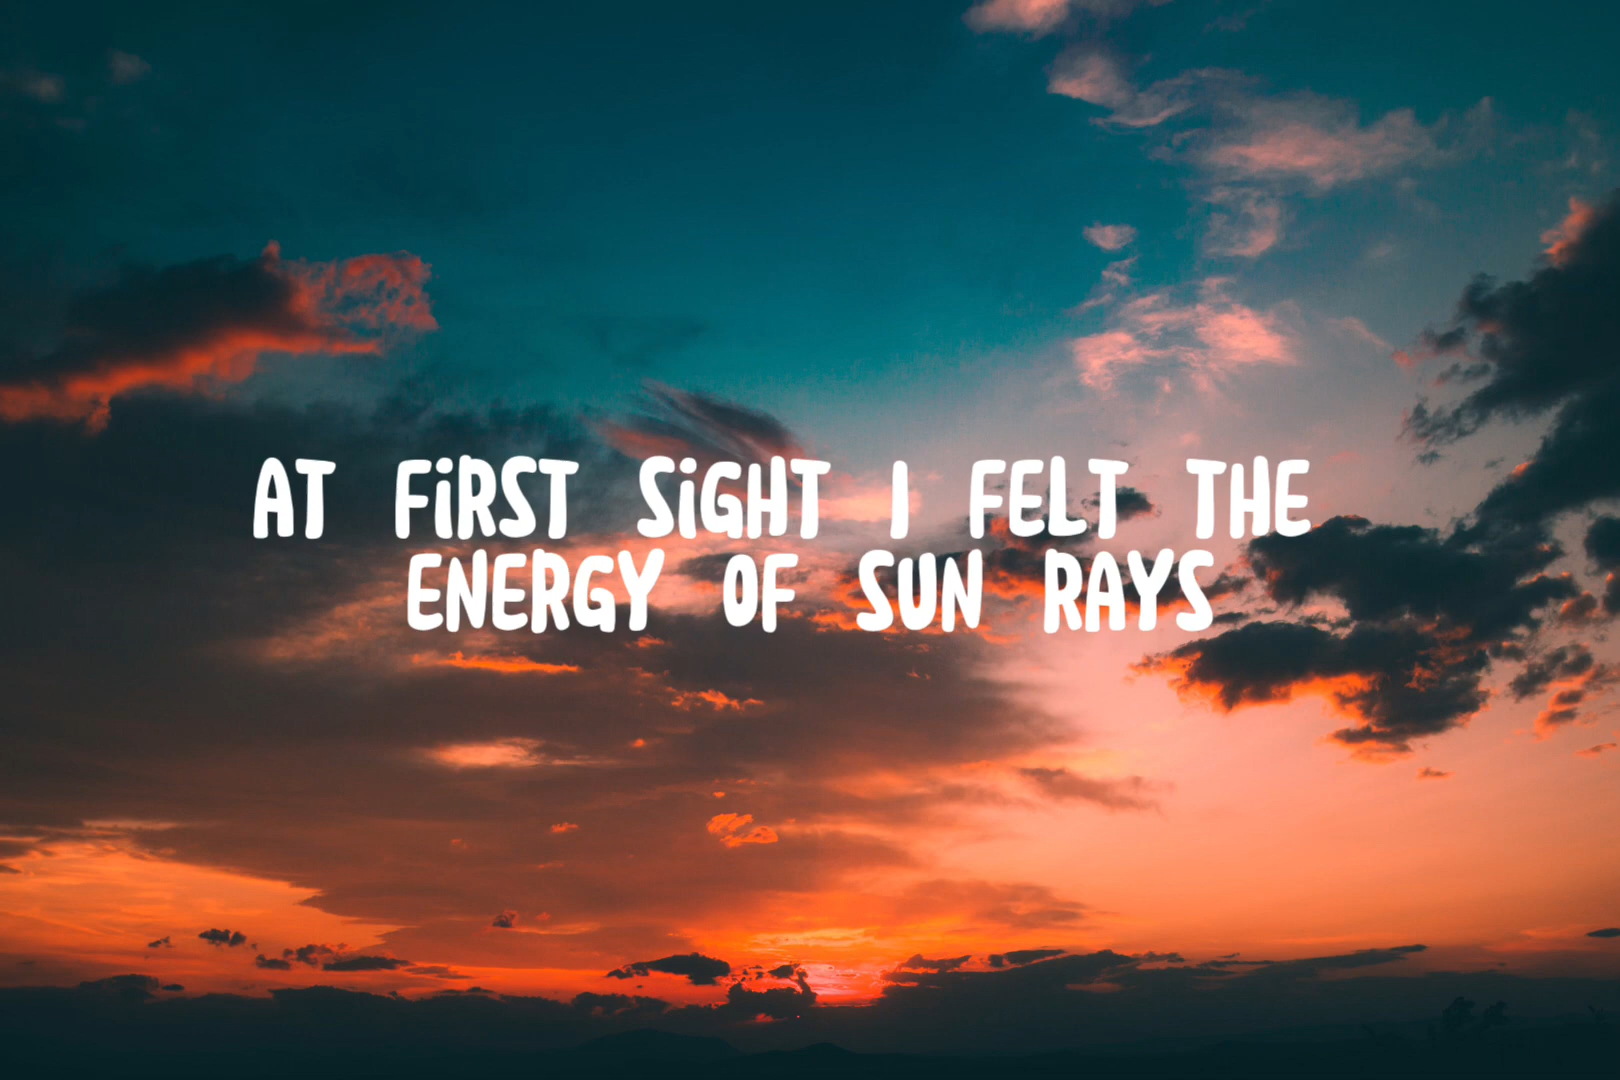 AT FIRST SIGHT I FELT THE
ENERGY OF SUN RAYS